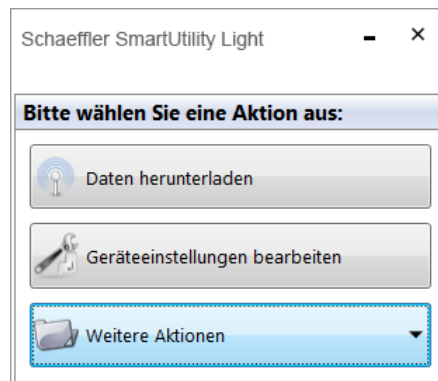 Schaeffler SmartUtility Light
Bitte wählen Sie eine Aktion aus:
Daten herunterladen
Geräteeinstellungen bearbeiten
Weitere Aktionen